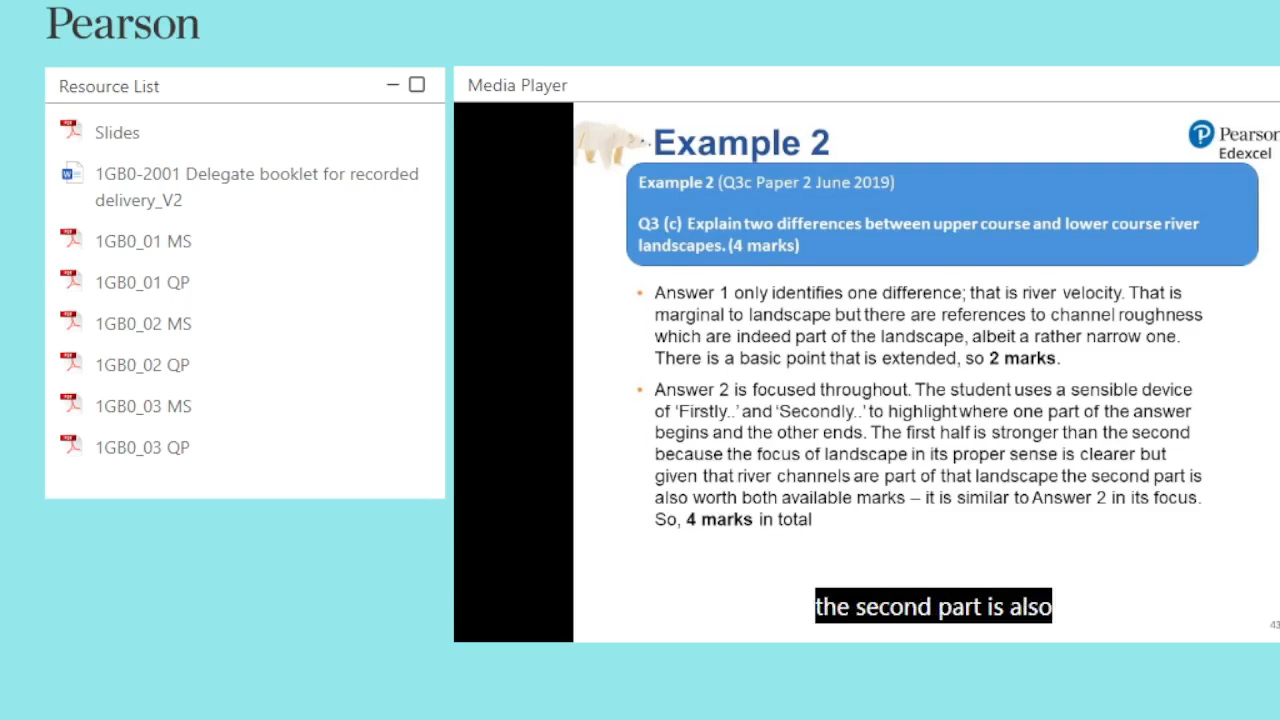 Pearson
Resource List
Slides
1GB0-2001 Delegate booklet for recorded
delivery_V2
1GB0_01 MS
1GB0_01 QP
1GB0_02 MS
1GB0_02 QP
1GB0_03 MS
1GB0_03 QP
Media Player
Example 2
Pearson
Edexcel
Example 2 (Q3c Paper 2 June 2019)
Q3 (c) Explain two differences between upper course and lower course river
landscapes. (4 marks)
• Answer 1 only identifies one difference; that is river velocity. That is
marginal to landscape but there are references to channel roughness
which are indeed part of the landscape, albeit a rather narrow one.
There is a basic point that is extended, so 2 marks.
• Answer 2 is focused throughout. The student uses a sensible device
of ‘Firstly..’ and ‘Secondly..’ to highlight where one part of the answer
begins and the other ends. The first half is stronger than the second
because the focus of landscape in its proper sense is clearer but
given that river channels are part of that landscape the second part is
also worth both available marks – it is similar to Answer 2 in its focus.
So, 4 marks in total
the second part is also
43